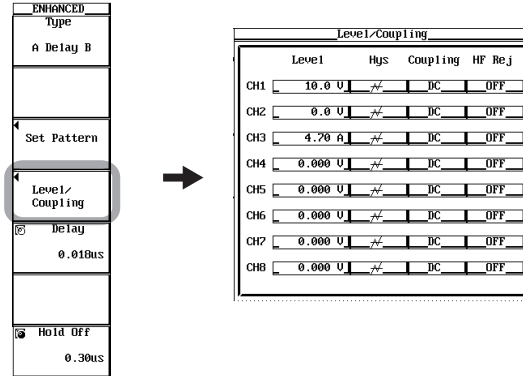 ENHANCED
Type
A Delay B
Set Pattern
Level/
Coupling
Delay
0.018us
Hold Off
0.30us
Level/Coupling
Level Hys Coupling HF Rej
CH1 10.0 V DC OFF
CH2 0.0 V DC OFF
CH3 4.70 A DC OFF
CH4 0.000 V DC OFF
CH5 0.000 V DC OFF
CH6 0.000 V DC OFF
CH7 0.000 V DC OFF
CH8 0.000 V DC OFF